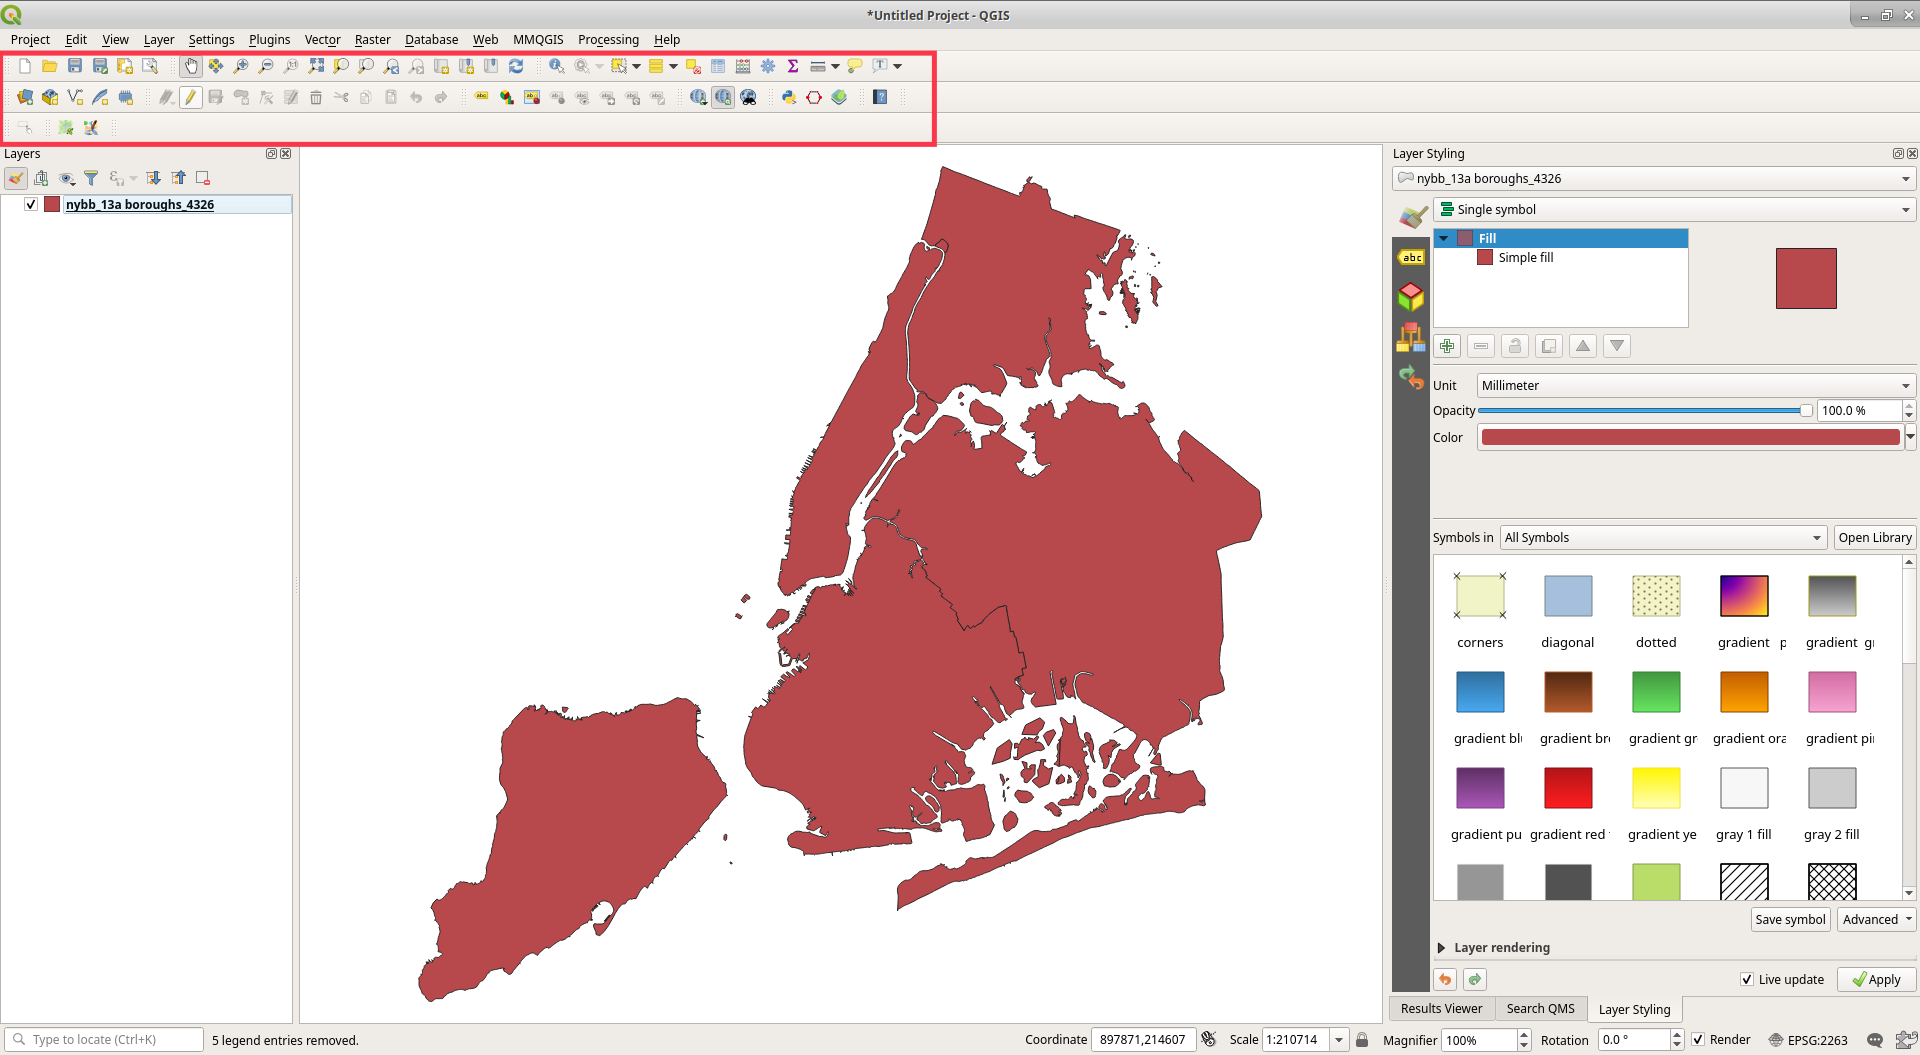 *Untitled Project - QGIS
Project Edit View Layer Settings Plugins Vector Raster Database Web MMQGIS Processing Help
Layers
nybb_13a boroughs_4326
Layer Styling
nybb_13a boroughs_4326
Single symbol
abc
Fill
Simple fill
Unit Millimeter
Opacity 100.0 %
Color
Symbols in All Symbols Open Library
corners diagonal dotted gradient p gradient gr
gradient bl gradient br gradient gr gradient ora gradient pi
gradient pu gradient red gradient ye gray 1 fill gray 2 fill
Save symbol Advanced
Layer rendering
Live update Apply
Results Viewer Search QMS Layer Styling
Type to locate (Ctrl+K) 5 legend entries removed. Coordinate 897871,214607 Scale 1:210714 Magnifier 100% Rotation 0.0 ° Render EPSG:2263